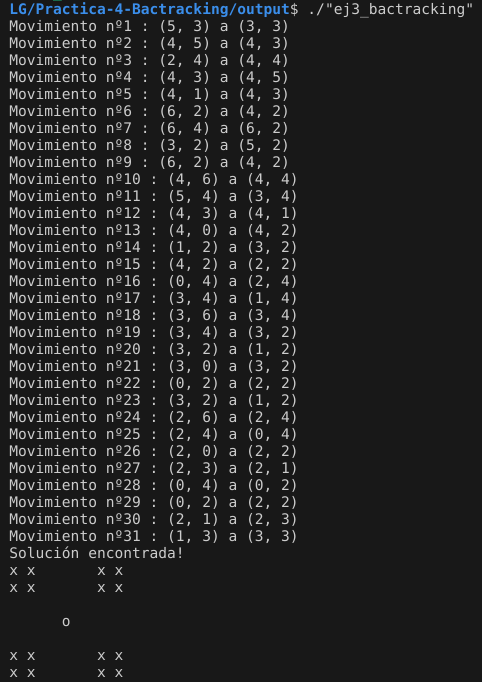 LG/Practica-4-Bactracking/output$ ./"ej3_bactracking"
Movimiento nº1 : (5, 3) a (3, 3)
Movimiento nº2 : (4, 5) a (4, 3)
Movimiento nº3 : (2, 4) a (4, 4)
Movimiento nº4 : (4, 3) a (4, 5)
Movimiento nº5 : (4, 1) a (4, 3)
Movimiento nº6 : (6, 2) a (4, 2)
Movimiento nº7 : (6, 4) a (6, 2)
Movimiento nº8 : (3, 2) a (5, 2)
Movimiento nº9 : (6, 2) a (4, 2)
Movimiento nº10 : (4, 6) a (4, 4)
Movimiento nº11 : (5, 4) a (3, 4)
Movimiento nº12 : (4, 3) a (4, 1)
Movimiento nº13 : (4, 0) a (4, 2)
Movimiento nº14 : (1, 2) a (3, 2)
Movimiento nº15 : (4, 2) a (2, 2)
Movimiento nº16 : (0, 4) a (2, 4)
Movimiento nº17 : (3, 4) a (1, 4)
Movimiento nº18 : (3, 6) a (3, 4)
Movimiento nº19 : (3, 4) a (3, 2)
Movimiento nº20 : (3, 2) a (1, 2)
Movimiento nº21 : (3, 0) a (3, 2)
Movimiento nº22 : (0, 2) a (2, 2)
Movimiento nº23 : (3, 2) a (1, 2)
Movimiento nº24 : (2, 6) a (2, 4)
Movimiento nº25 : (2, 4) a (0, 4)
Movimiento nº26 : (2, 0) a (2, 2)
Movimiento nº27 : (2, 3) a (2, 1)
Movimiento nº28 : (0, 4) a (0, 2)
Movimiento nº29 : (0, 2) a (2, 2)
Movimiento nº30 : (2, 1) a (2, 3)
Movimiento nº31 : (1, 3) a (3, 3)
Solución encontrada!
x x       x x
x x       x x
o
x x       x x
x x       x x